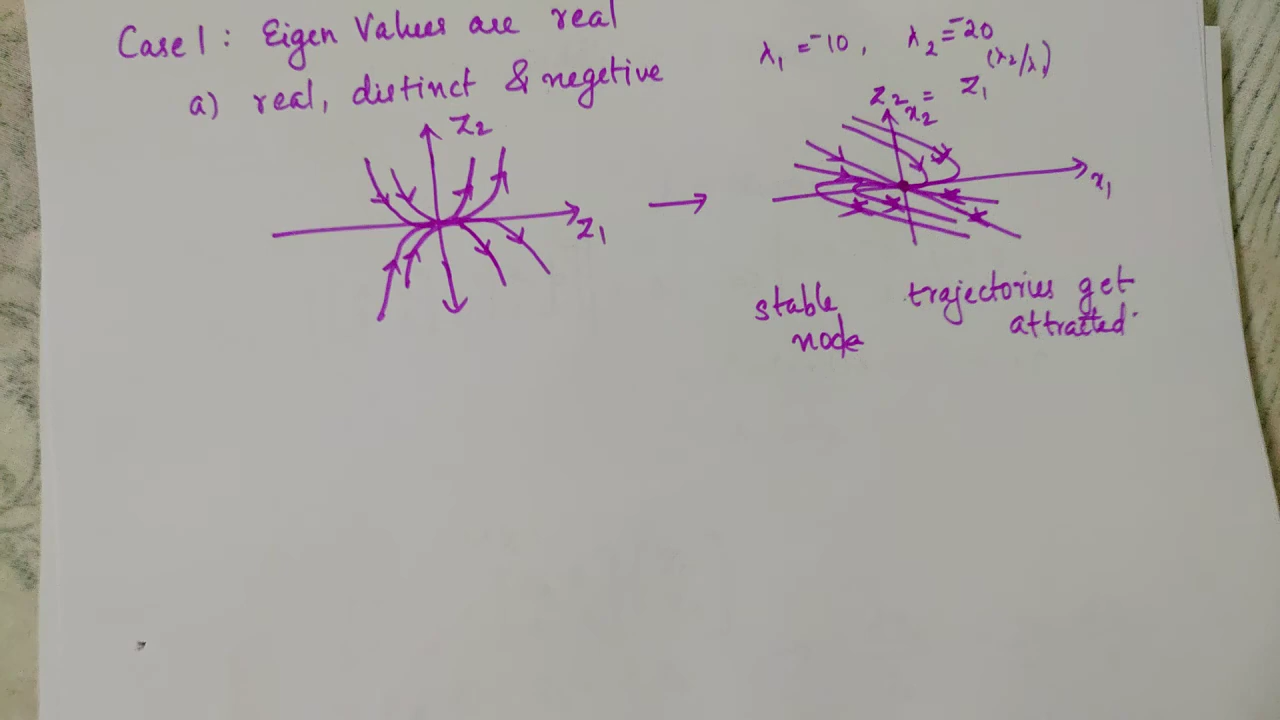 Case 1 : Eigen Values are real
a) real, distinct & negetive
λ₁ = -10, λ₂ = -20
Z₂ = Z₁^(λ₂/λ₁)
Z₂
Z₁
x₂
x₁
stable node
trajectories get attracted.